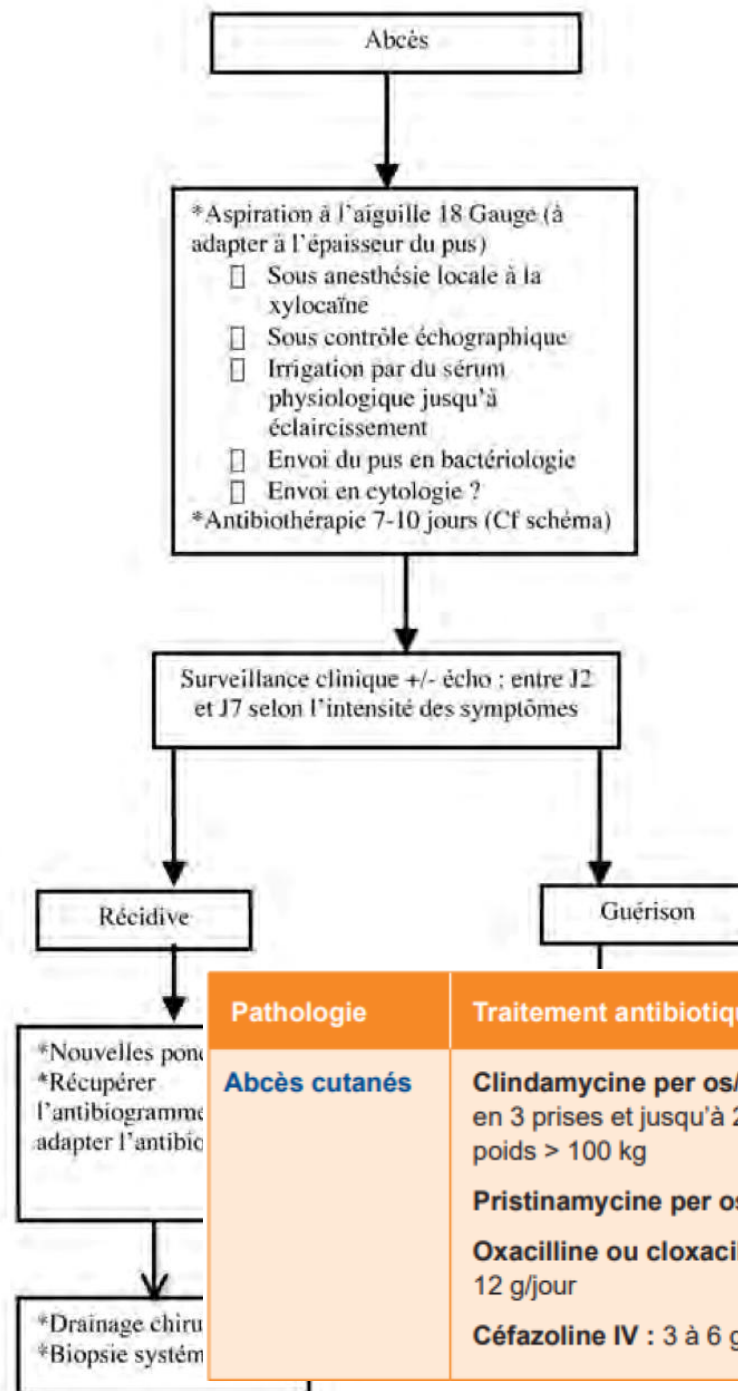 Abcès
*Aspiration à l'aiguille 18 Gauge (à
adapter à l'épaisseur du pus)
Sous anesthésie locale à la
xylocaïne
Sous contrôle échographique
Irrigation par du sérum
physiologique jusqu'à
éclaircissement
Envoi du pus en bactériologie
Envoi en cytologie ?
*Antibiothérapie 7-10 jours (Cf schéma)
Surveillance clinique +/- écho : entre J2
et J7 selon l'intensité des symptômes
Récidive
Guérison
*Nouvelles
*Récupérer
l'antibiogramme
adapter
*Drainage
*Biopsie
Pathologie
Traitement
Abcès cutanés
Clindamycine per os/
en 3 prises et jusqu'à 2
poids > 100 kg
Pristinamycine per os
Oxacilline ou
12 g/jour
Céfazoline IV : 3 à 6 g